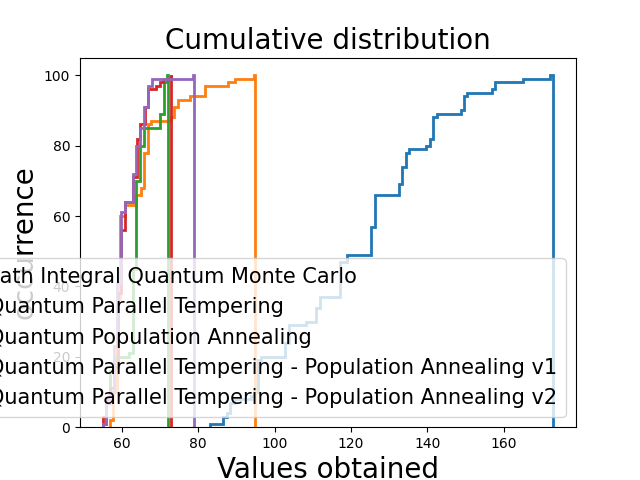 Cumulative distribution
100
80
60
40
20
0
occurrence
ath Integral Quantum Monte Carlo
Quantum Parallel Tempering
Quantum Population Annealing
Quantum Parallel Tempering - Population Annealing v1
Quantum Parallel Tempering - Population Annealing v2
60 80 100 120 140 160
Values obtained